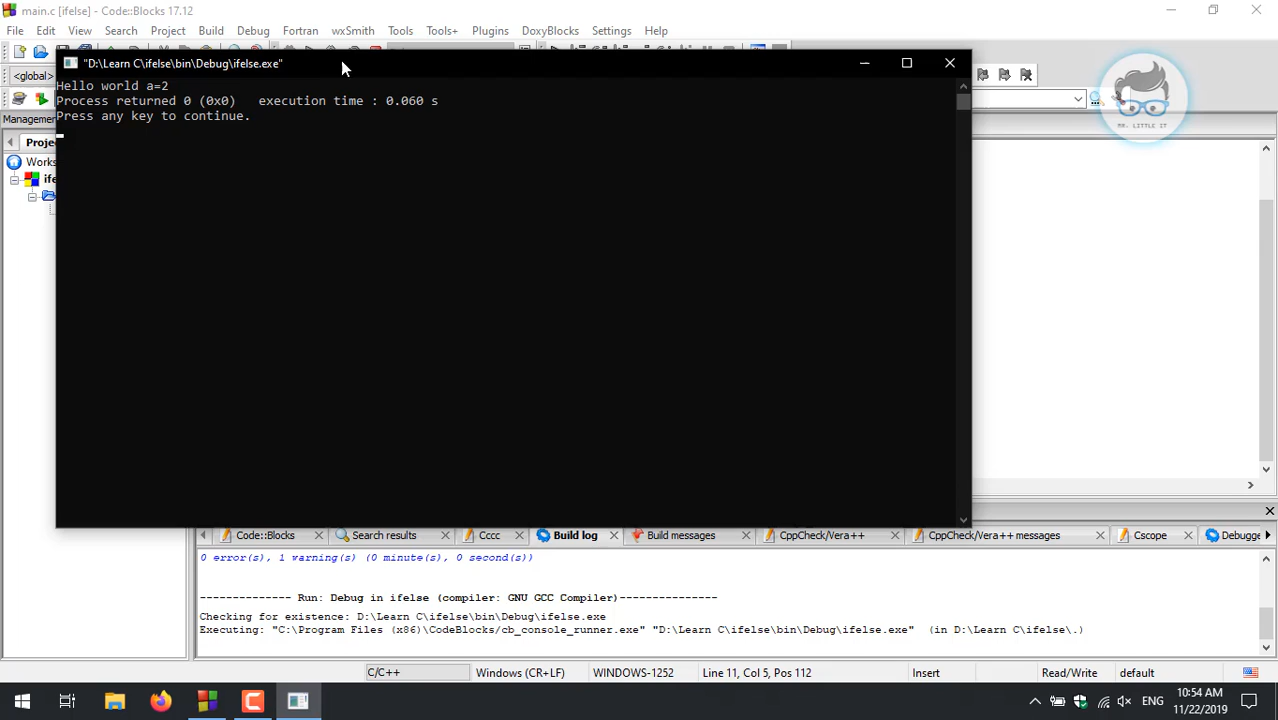 main.c [ifelse] - Code::Blocks 17.12
File Edit View Search Project Build Debug Fortran wxSmith Tools Tools+ Plugins DoxyBlocks Settings Help
<global>
"D:\Learn C\ifelse\bin\Debug\ifelse.exe"
Hello world a=2
Process returned 0 (0x0)   execution time : 0.060 s
Press any key to continue.
MR. LITTLE IT
Code::Blocks Search results Cccc Build log Build messages CppCheck/Vera++ CppCheck/Vera++ messages Cscope
0 error(s), 1 warning(s) (0 minute(s), 0 second(s))
-------------- Run: Debug in ifelse (compiler: GNU GCC Compiler)---------------
Checking for existence: D:\Learn C\ifelse\bin\Debug\ifelse.exe
Executing: "C:\Program Files (x86)\CodeBlocks/cb_console_runner.exe" "D:\Learn C\ifelse\bin\Debug\ifelse.exe"  (in D:\Learn C\ifelse\.)
C/C++ Windows (CR+LF) WINDOWS-1252 Line 11, Col 5, Pos 112 Insert Read/Write default
ENG
10:54 AM
11/22/2019